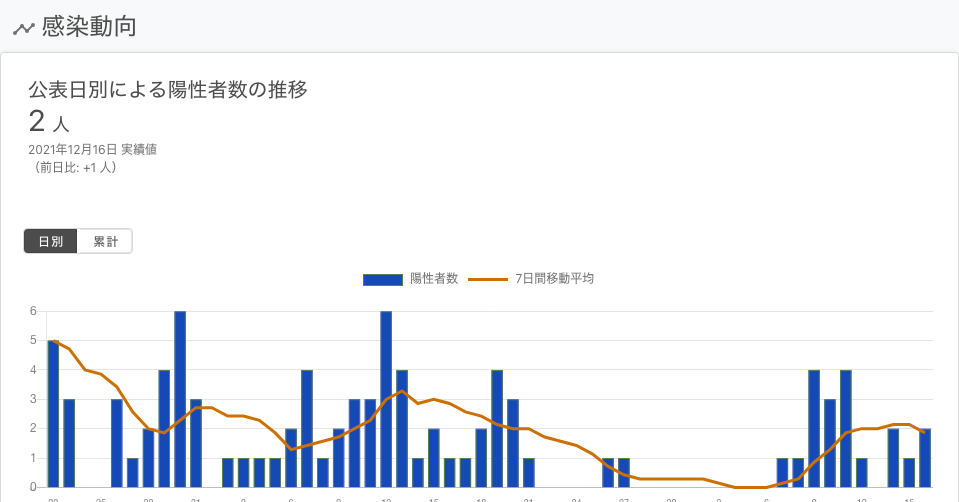 感染動向
公表日別による陽性者数の推移
2 人
2021年12月16日 実績値
（前日比: +1 人）
日別 累計
陽性者数 7日間移動平均
6
5
4
3
2
1
0